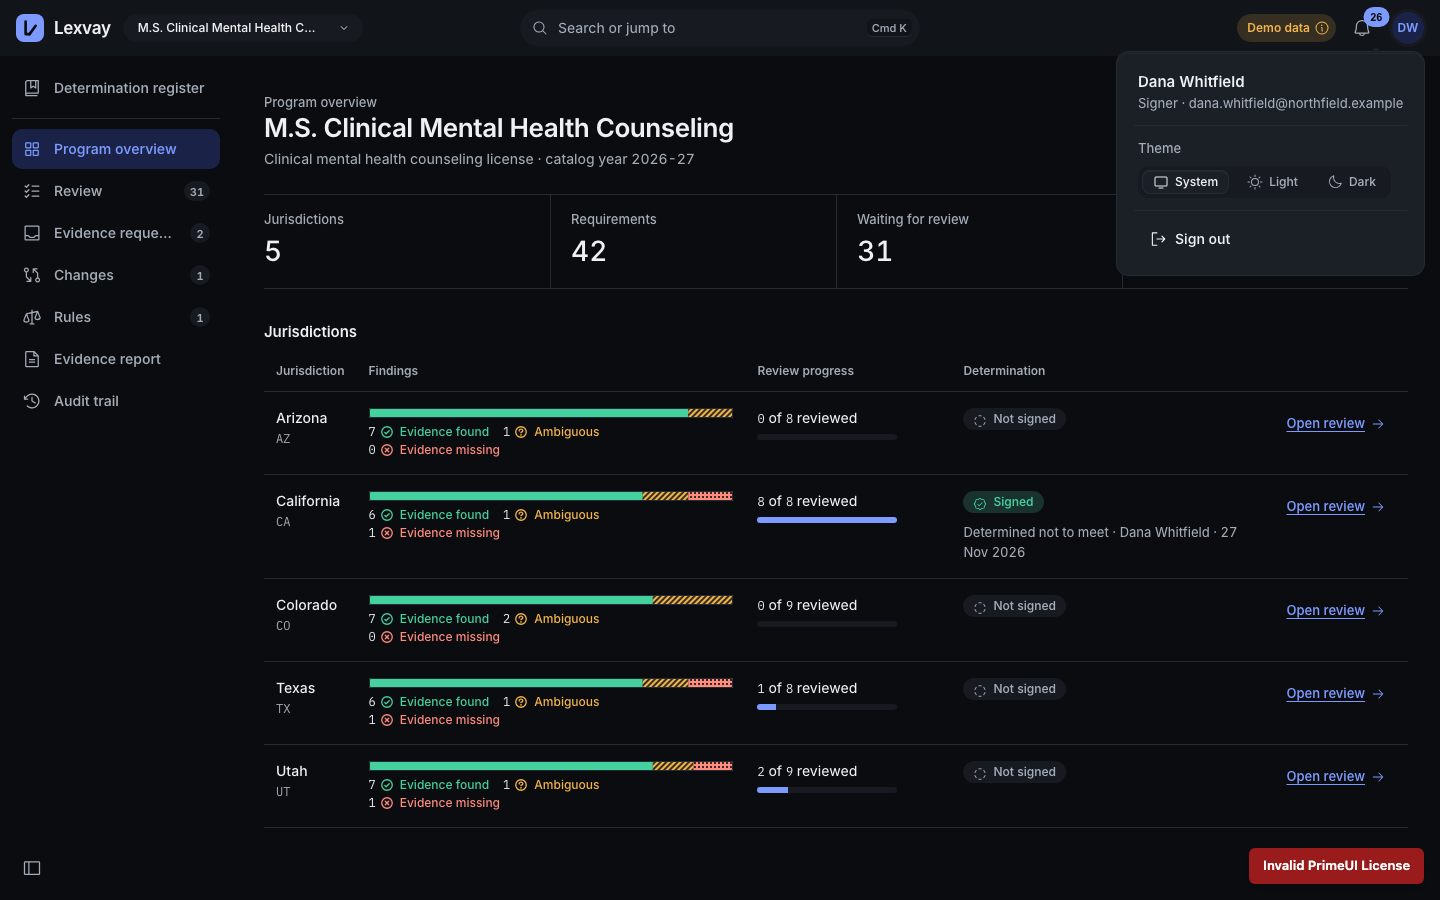 Lexvay
M.S. Clinical Mental Health C...
Search or jump to
Cmd K
Demo data
26
DW
Dana Whitfield
Signer · dana.whitfield@northfield.example
Theme
System
Light
Dark
Sign out
Determination register
Program overview
Review
31
Evidence reque...
2
Changes
1
Rules
1
Evidence report
Audit trail
Program overview
M.S. Clinical Mental Health Counseling
Clinical mental health counseling license · catalog year 2026-27
Jurisdictions
5
Requirements
42
Waiting for review
31
Jurisdictions
Jurisdiction Findings Review progress Determination
Arizona
AZ
7 Evidence found 1 Ambiguous
0 Evidence missing
0 of 8 reviewed
Not signed
Open review
California
CA
6 Evidence found 1 Ambiguous
1 Evidence missing
8 of 8 reviewed
Signed
Determined not to meet · Dana Whitfield · 27
Nov 2026
Open review
Colorado
CO
7 Evidence found 2 Ambiguous
0 Evidence missing
0 of 9 reviewed
Not signed
Open review
Texas
TX
6 Evidence found 1 Ambiguous
1 Evidence missing
1 of 8 reviewed
Not signed
Open review
Utah
UT
7 Evidence found 1 Ambiguous
1 Evidence missing
2 of 9 reviewed
Not signed
Open review
Invalid PrimeUI License